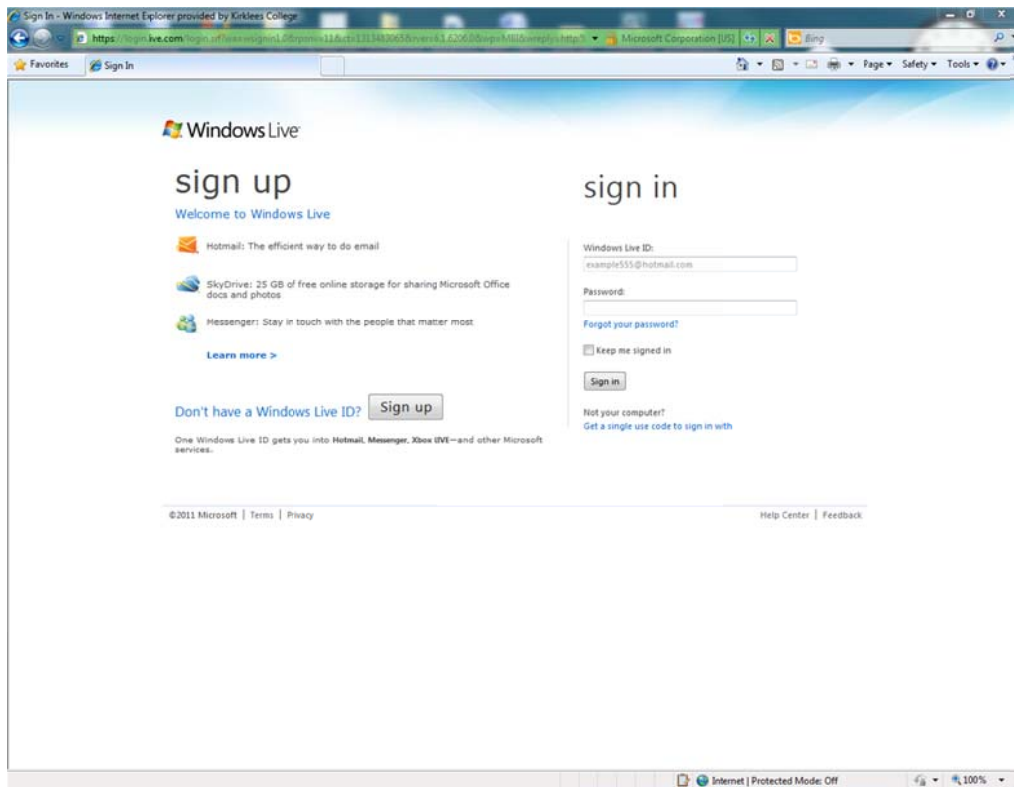 Sign In - Windows Internet Explorer provided by Kirklees College
Microsoft Corporation [US]
Bing
Favorites
Sign In
Page
Safety
Tools
Windows Live
sign up
Welcome to Windows Live
Hotmail: The efficient way to do email
SkyDrive: 25 GB of free online storage for sharing Microsoft Office
docs and photos
Messenger: Stay in touch with the people that matter most
Learn more >
Don't have a Windows Live ID?
Sign up
One Windows Live ID gets you into Hotmail, Messenger, Xbox LIVE—and other Microsoft
services.
sign in
Windows Live ID:
example555@hotmail.com
Password:
Forgot your password?
Keep me signed in
Sign in
Not your computer?
Get a single use code to sign in with
©2011 Microsoft | Terms | Privacy
Help Center | Feedback
Internet | Protected Mode: Off
100%